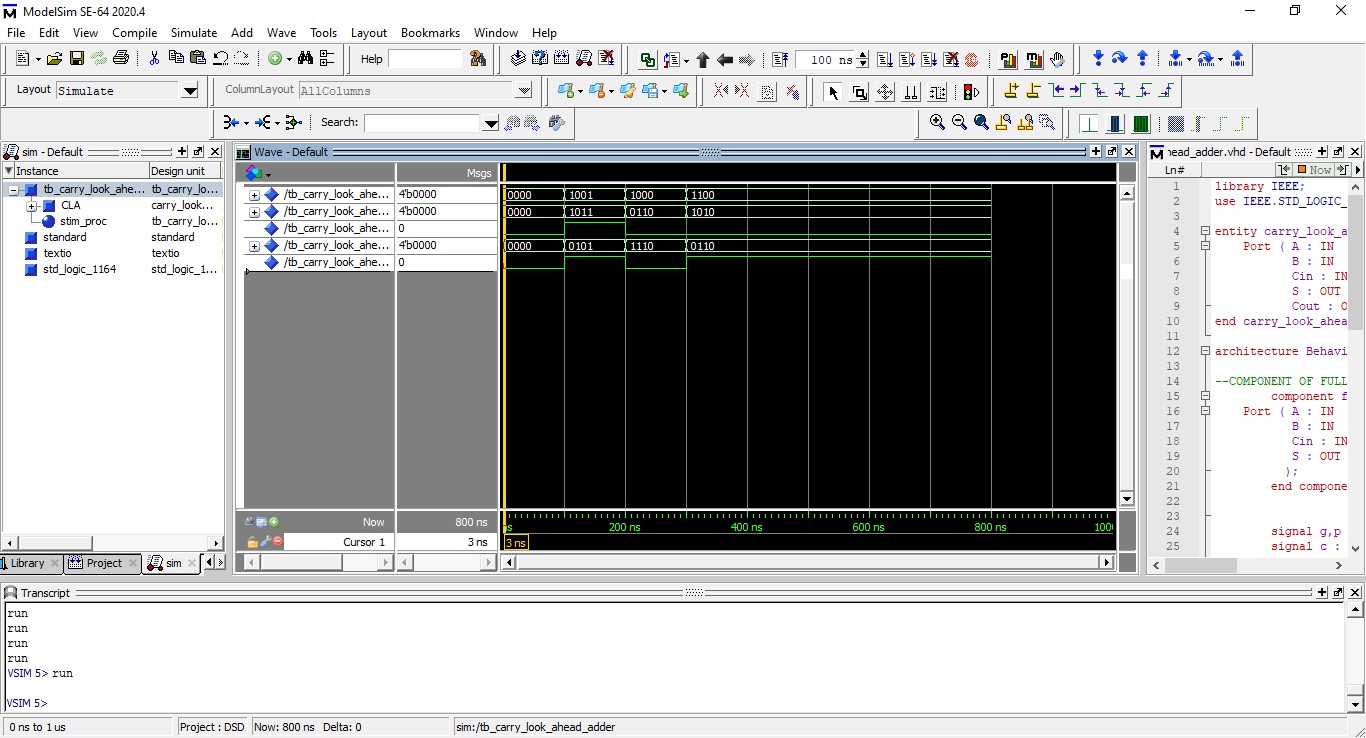 ModelSim SE-64 2020.4
File Edit View Compile Simulate Add Wave Tools Layout Bookmarks Window Help
Help
100 ns
Layout Simulate
ColumnLayout AllColumns
Search:
sim - Default
Instance Design unit
tb_carry_look_ahe... tb_carry_lo...
CLA carry_look...
stim_proc tb_carry_lo...
standard standard
textio textio
std_logic_1164 std_logic_1...
Library Project sim
Wave - Default
Msgs
/tb_carry_look_ahe... 4'b0000 0000 1001 1000 1100
/tb_carry_look_ahe... 4'b0000 0000 1011 0110 1010
/tb_carry_look_ahe... 0
/tb_carry_look_ahe... 4'b0000 0000 0101 1110 0110
/tb_carry_look_ahe... 0
Now 800 ns
s 200 ns 400 ns 600 ns 800 ns 100
Cursor 1 3 ns 3 ns
ead_adder.vhd - Default
Ln# Now
1 library IEEE;
2 use IEEE.STD_LOGIC_
3
4 entity carry_look_a
5 Port ( A : IN
6 B : IN
7 Cin : IN
8 S : OUT
9 Cout : O
10 end carry_look_ahea
11
12 architecture Behavi
13
14 --COMPONENT OF FULL
15 component f
16 Port ( A : IN
17 B : IN
18 Cin : IN
19 S : OUT
20 );
21 end compone
22
23
24 signal g,p
25 signal c :
Transcript
run
run
run
run
VSIM 5> run
VSIM 5>
0 ns to 1 us Project : DSD Now: 800 ns Delta: 0 sim:/tb_carry_look_ahead_adder